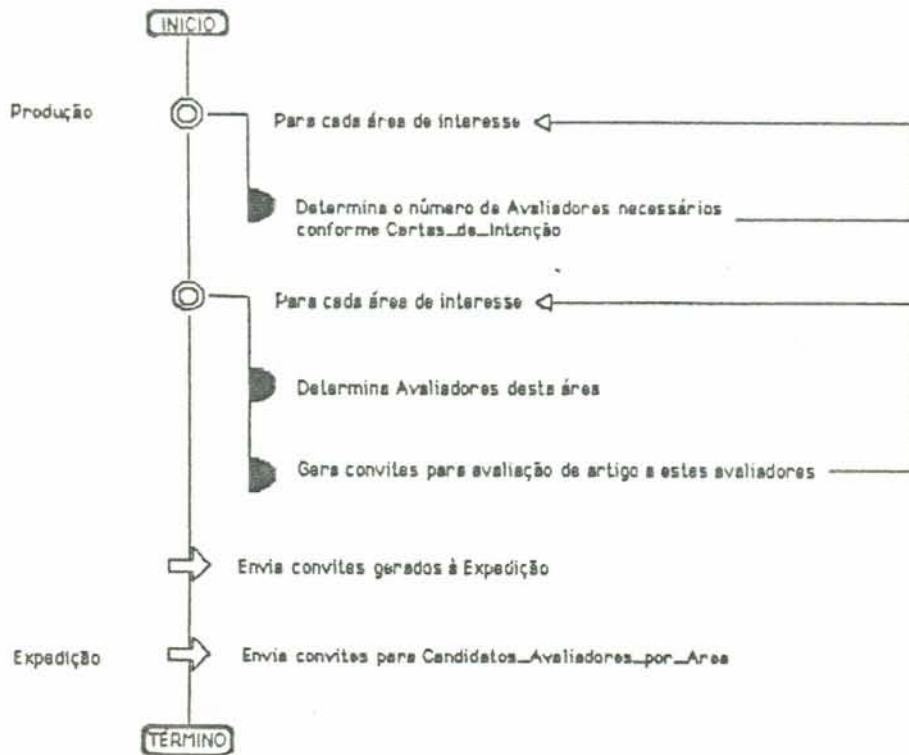 INICIO
Produção
Para cada área de interesse
Determina o número de Avaliadores necessários
conforme Cartas_de_Intenção
Para cada área de interesse
Determina Avaliadores desta área
Gera convites para avaliação de artigo a estes avaliadores
Envia convites gerados à Expedição
Expedição
Envia convites para Candidatos_Avaliadores_por_Area
TÉRMINO